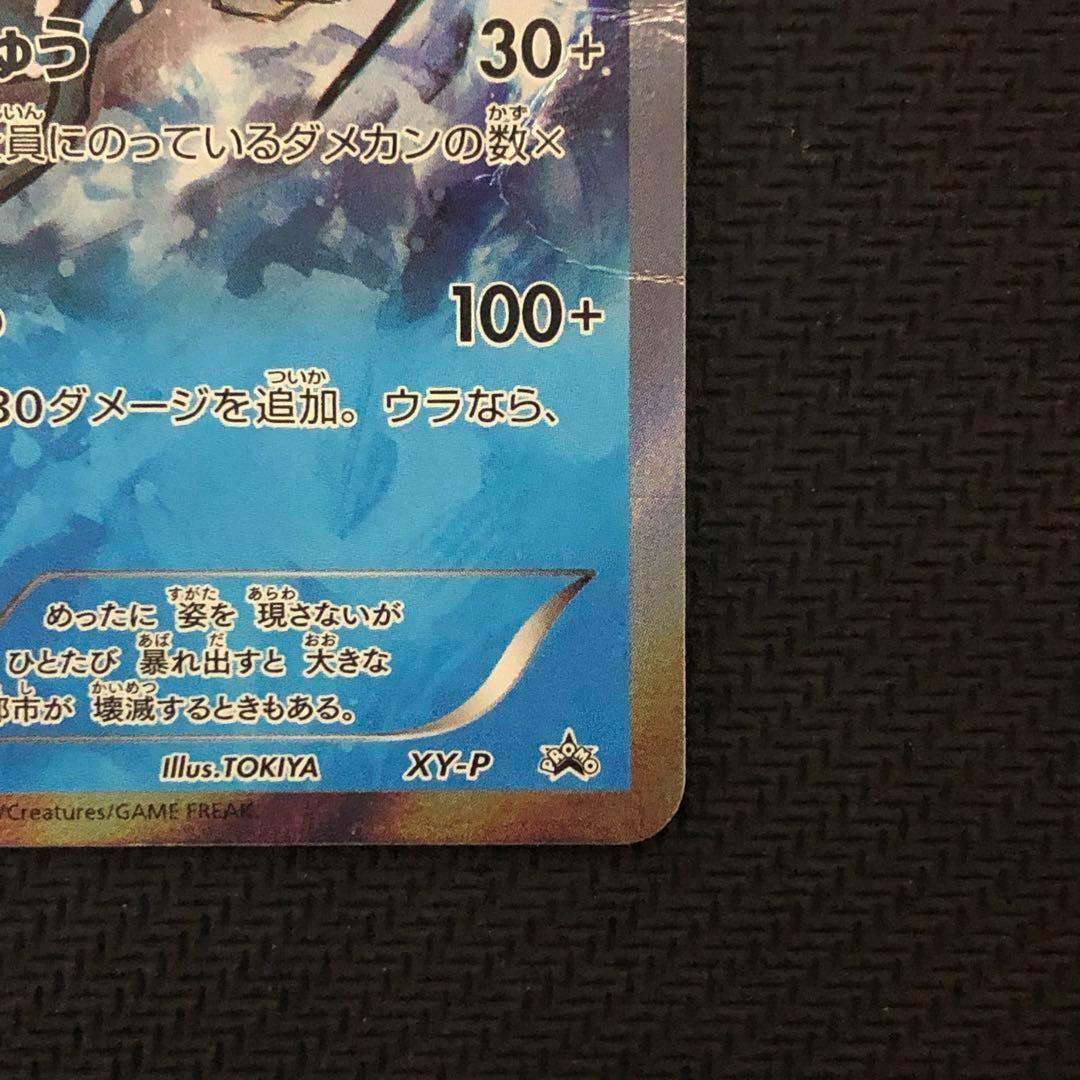 ゅう 30+
員にのっているダメカンの数×
100+
30ダメージを追加。ウラなら、
めったに 姿を 現さないが
ひとたび 暴れ出すと 大きな
都市が 壊滅するときもある。
Illus.TOKIYA XY-P PROMO
/Creatures/GAME FREAK.